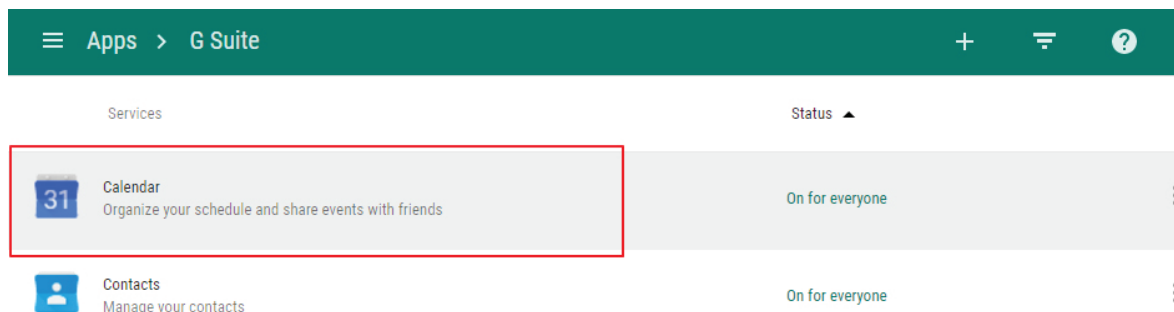 Apps > G Suite
Services Status
31
Calendar
Organize your schedule and share events with friends
On for everyone
Contacts
Manage your contacts
On for everyone